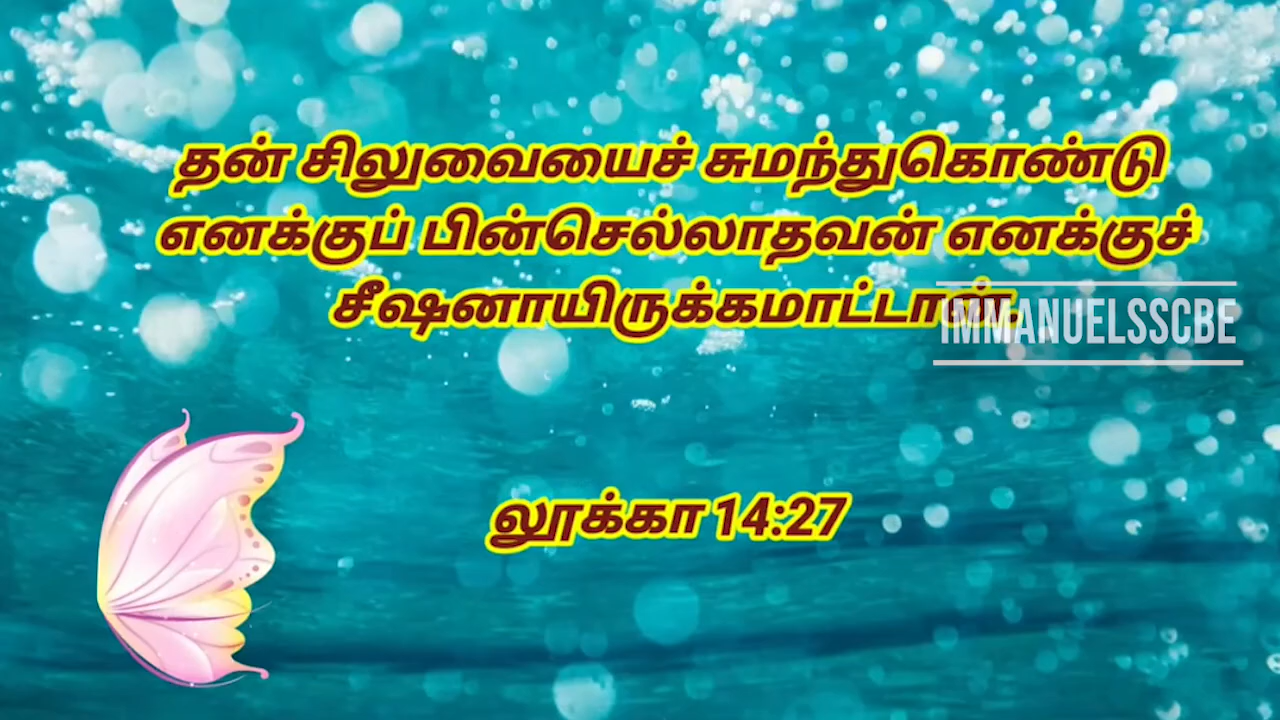 தன் சிலுவையைச் சுமந்துகொண்டு
எனக்குப் பின்செல்லாதவன் எனக்குச்
சீஷனாயிருக்கமாட்டான்.
IMMANUELSSCBE
லூக்கா 14:27